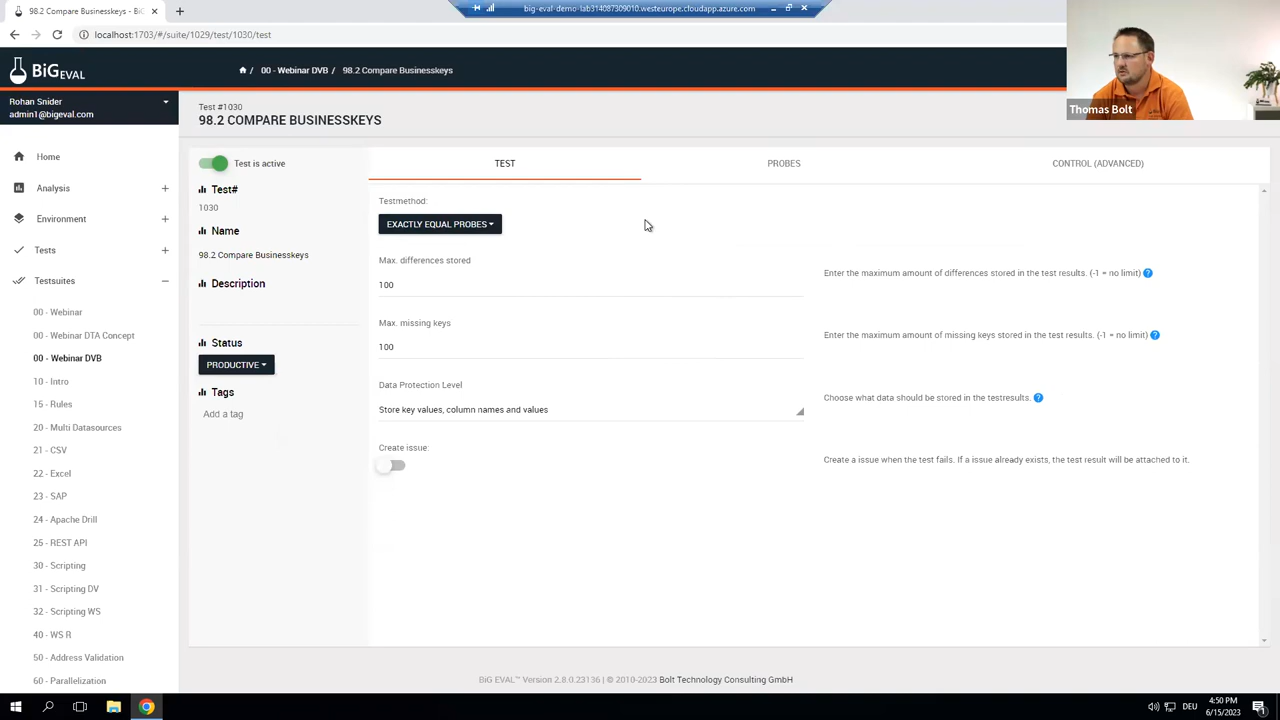 98.2 Compare Businesskeys - BiG
big-eval-demo-lab314087309010.westeurope.cloudapp.azure.com
localhost:1703/#/suite/1029/test/1030/test
BiG EVAL
/ 00 - Webinar DVB / 98.2 Compare Businesskeys
Thomas Bolt
Rohan Snider
admin1@bigeval.com
Home
Analysis
Environment
Tests
Testsuites
00 - Webinar
00 - Webinar DTA Concept
00 - Webinar DVB
10 - Intro
15 - Rules
20 - Multi Datasources
21 - CSV
22 - Excel
23 - SAP
24 - Apache Drill
25 - REST API
30 - Scripting
31 - Scripting DV
32 - Scripting WS
40 - WS R
50 - Address Validation
60 - Parallelization
Test #1030
98.2 COMPARE BUSINESSKEYS
Test is active
Test#
1030
Name
98.2 Compare Businesskeys
Description
Status
PRODUCTIVE
Tags
Add a tag
TEST
PROBES
CONTROL (ADVANCED)
Testmethod:
EXACTLY EQUAL PROBES
Max. differences stored
100
Enter the maximum amount of differences stored in the test results. (-1 = no limit) ?
Max. missing keys
100
Enter the maximum amount of missing keys stored in the test results. (-1 = no limit) ?
Data Protection Level
Store key values, column names and values
Choose what data should be stored in the testresults. ?
Create issue:
Create a issue when the test fails. If a issue already exists, the test result will be attached to it.
BiG EVAL™ Version 2,8.0.23136 | © 2010-2023 Bolt Technology Consulting GmbH
DEU
4:50 PM
6/15/2023
1